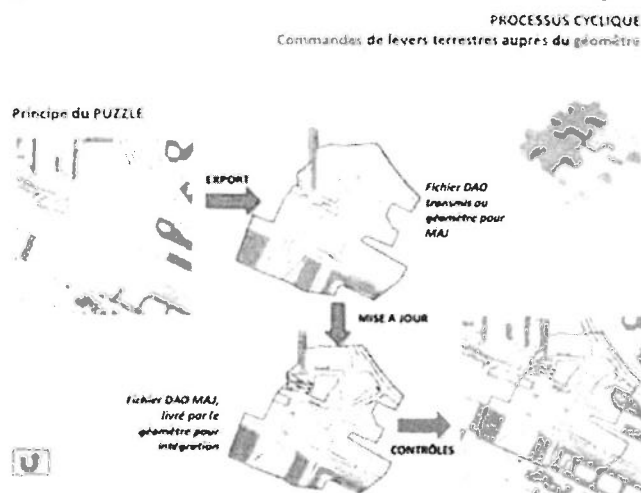 PROCESSUS CYCLIQUE
Commandes de levers terrestres auprès du géomètre
Principe du PUZZLE
EXPORT
Fichier DAO
transmis au
géomètre pour
MAJ
MISE A JOUR
Fichier DAO MAJ,
livré par le
géomètre pour
intégration
CONTRÔLES